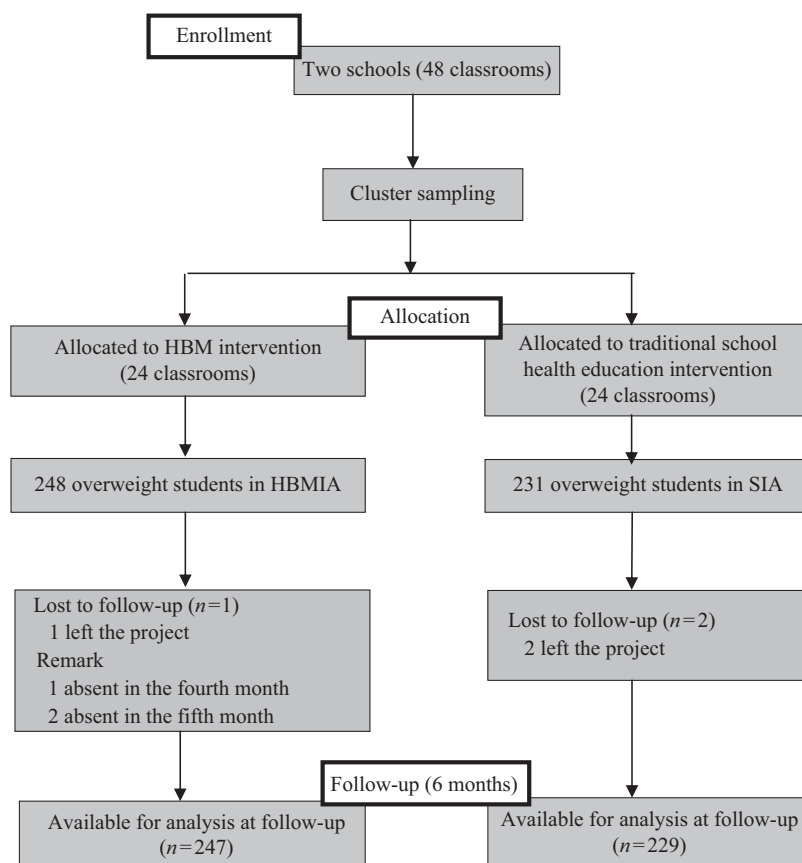 Enrollment
Two schools (48 classrooms)
Cluster sampling
Allocation
Allocated to HBM intervention
(24 classrooms)
Allocated to traditional school
health education intervention
(24 classrooms)
248 overweight students in HBMIA
231 overweight students in SIA
Lost to follow-up (n=1)
1 left the project
Remark
1 absent in the fourth month
2 absent in the fifth month
Lost to follow-up (n=2)
2 left the project
Follow-up (6 months)
Available for analysis at follow-up
(n=247)
Available for analysis at follow-up
(n=229)